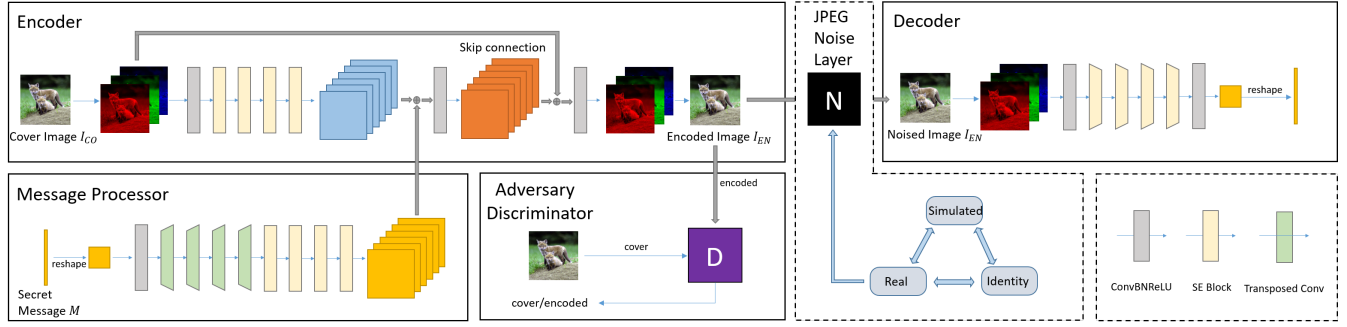 Encoder
Skip connection
Cover Image I_CO
Encoded Image I_EN
JPEG
Noise
Layer
N
Decoder
reshape
Noised Image I_EN
Message Processor
reshape
Secret
Message M
Adversary
Discriminator
encoded
cover
D
cover/encoded
Simulated
Real
Identity
ConvBNReLU
SE Block
Transposed Conv